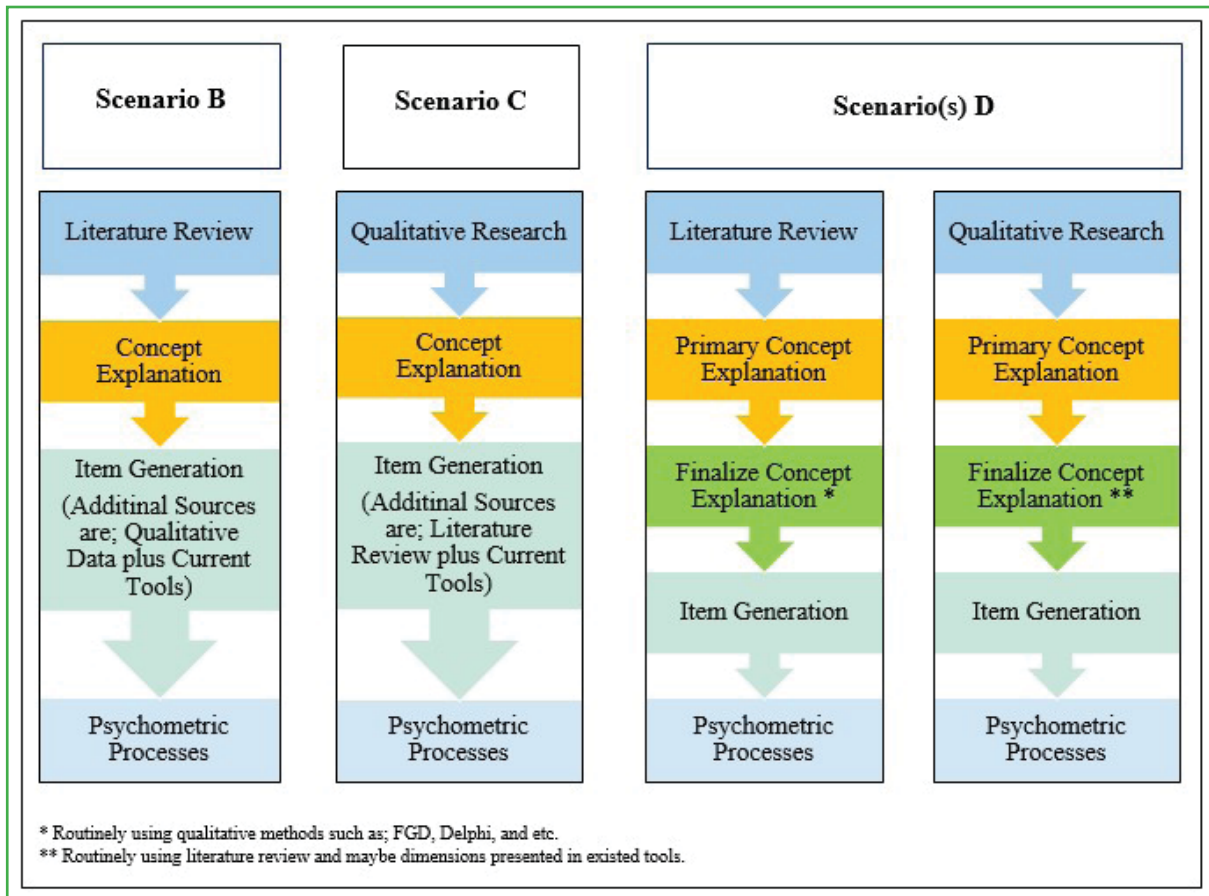 Scenario B
Scenario C
Scenario(s) D
Literature Review
Concept
Explanation
Item Generation
(Additinal Sources
are; Qualitative
Data plus Current
Tools)
Psychometric
Processes
Qualitative Research
Concept
Explanation
Item Generation
(Additinal Sources
are; Literature
Review plus Current
Tools)
Psychometric
Processes
Literature Review
Primary Concept
Explanation
Finalize Concept
Explanation *
Item Generation
Psychometric
Processes
Qualitative Research
Primary Concept
Explanation
Finalize Concept
Explanation **
Item Generation
Psychometric
Processes
* Routinely using qualitative methods such as; FGD, Delphi, and etc.
** Routinely using literature review and maybe dimensions presented in existed tools.